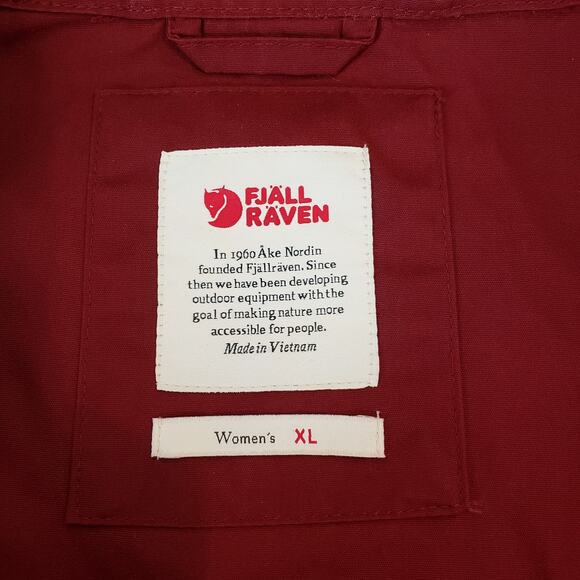 FJÄLL
RÄVEN
In 1960 Åke Nordin
founded Fjällräven. Since
then we have been developing
outdoor equipment with the
goal of making nature more
accessible for people.
Made in Vietnam
Women's XL